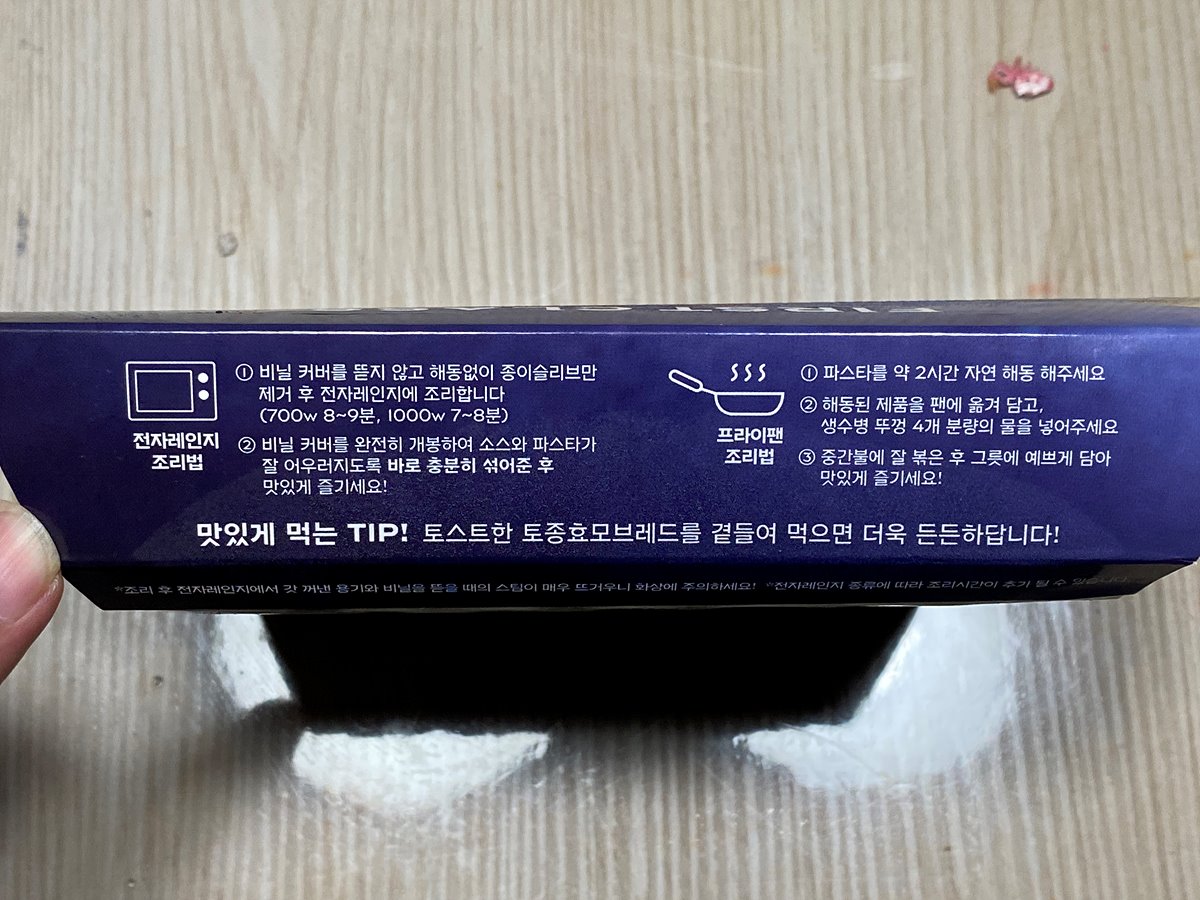 FIRST CLASS
전자레인지
조리법
① 비닐 커버를 뜯지 않고 해동없이 종이슬리브만
제거 후 전자레인지에 조리합니다
(700w 8~9분, 1000w 7~8분)
② 비닐 커버를 완전히 개봉하여 소스와 파스타가
잘 어우러지도록 바로 충분히 섞어준 후
맛있게 즐기세요!
프라이팬
조리법
① 파스타를 약 2시간 자연 해동 해주세요
② 해동된 제품을 팬에 옮겨 담고,
생수병 뚜껑 4개 분량의 물을 넣어주세요
③ 중간불에 잘 볶은 후 그릇에 예쁘게 담아
맛있게 즐기세요!
맛있게 먹는 TIP! 토스트한 토종효모브레드를 곁들여 먹으면 더욱 든든하답니다!
*조리 후 전자레인지에서 갓 꺼낸 용기와 비닐을 뜯을 때의 스팀이 매우 뜨거우니 화상에 주의하세요! *전자레인지 종류에 따라 조리시간이 추가 될 수 있습니다.